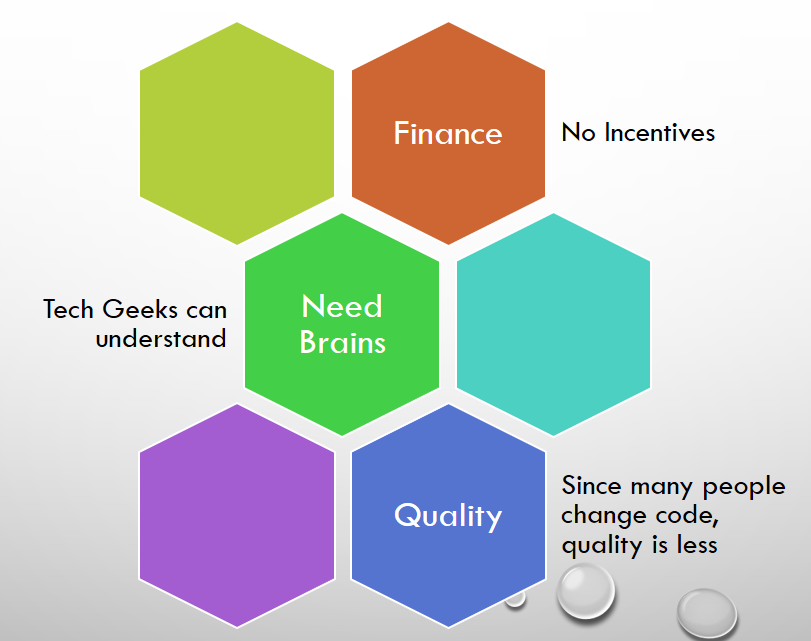 Finance
No Incentives
Tech Geeks can
understand
Need
Brains
Quality
Since many people
change code,
quality is less